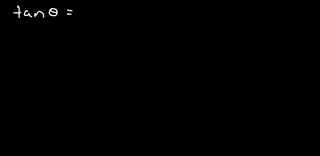 tanθ =